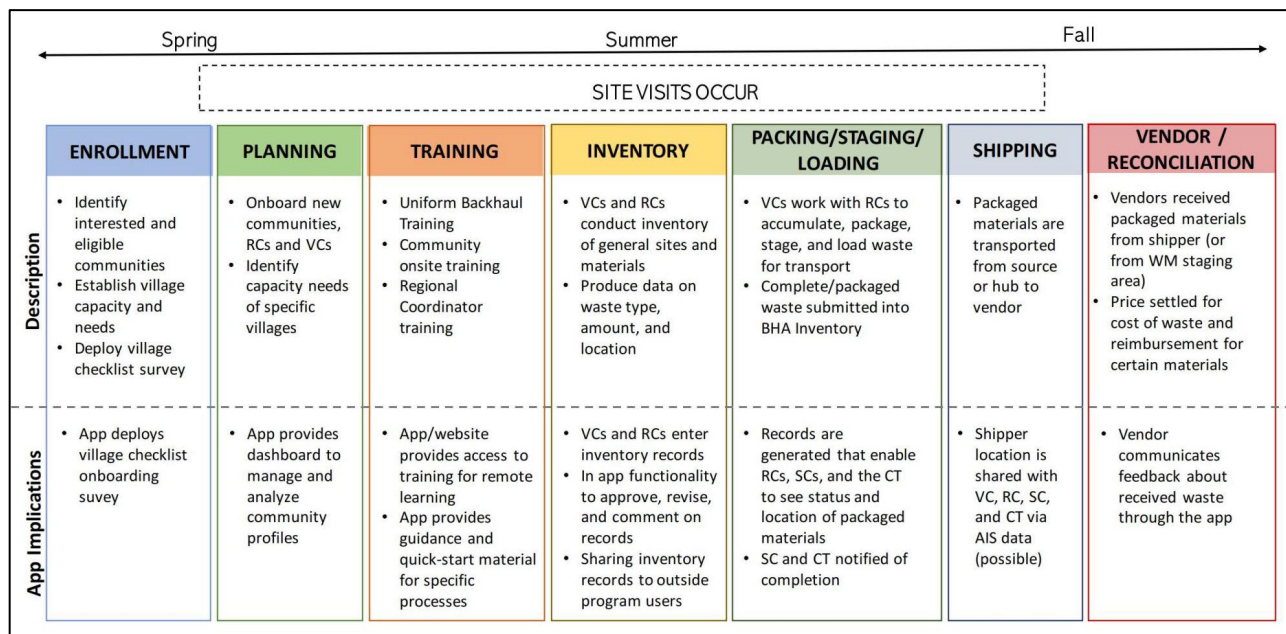 Spring
Summer
Fall
SITE VISITS OCCUR
ENROLLMENT
PLANNING
TRAINING
INVENTORY
PACKING/STAGING/
LOADING
SHIPPING
VENDOR /
RECONCILIATION
Description
• Identify
interested and
eligible
communities
• Establish village
capacity and
needs
• Deploy village
checklist survey
• Onboard new
communities,
RCs and VCs
• Identify
capacity needs
of specific
villages
• Uniform Backhaul
Training
• Community
onsite training
• Regional
Coordinator
training
• VCs and RCs
conduct inventory
of general sites and
materials
• Produce data on
waste type,
amount, and
location
• VCs work with RCs to
accumulate, package,
stage, and load waste
for transport
• Complete/packaged
waste submitted into
BHA Inventory
• Packaged
materials are
transported
from source
or hub to
vendor
• Vendors received
packaged materials
from shipper (or
from WM staging
area)
• Price settled for
cost of waste and
reimbursement for
certain materials
App Implications
• App deploys
village checklist
onboarding
suvey
• App provides
dashboard to
manage and
analyze
community
profiles
• App/website
provides access to
training for remote
learning
• App provides
guidance and
quick-start material
for specific
processes
• VCs and RCs enter
inventory records
• In app functionality
to approve, revise,
and comment on
records
• Sharing inventory
records to outside
program users
• Records are
generated that enable
RCs, SCs, and the CT
to see status and
location of packaged
materials
• SC and CT notified of
completion
• Shipper
location is
shared with
VC, RC, SC,
and CT via
AIS data
(possible)
• Vendor
communicates
feedback about
received waste
through the app